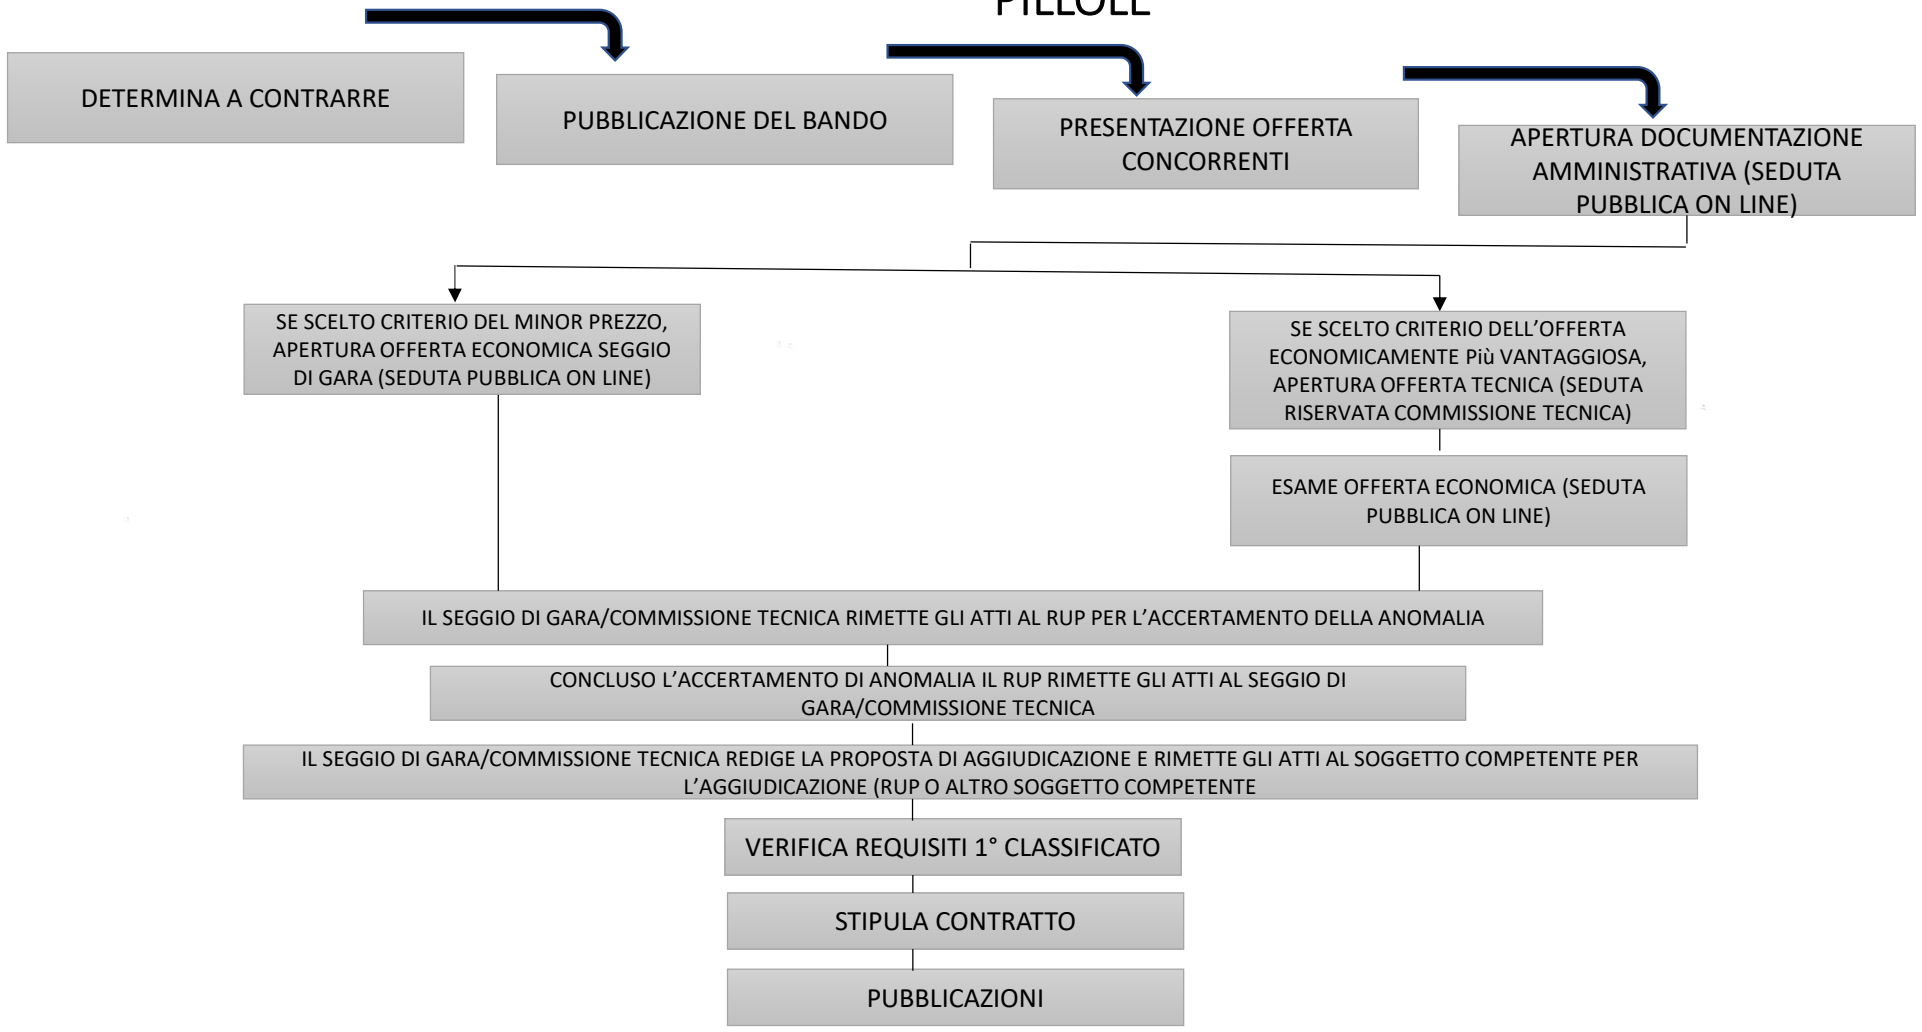 PILLOLE
DETERMINA A CONTRARRE
PUBBLICAZIONE DEL BANDO
PRESENTAZIONE OFFERTA
CONCORRENTI
APERTURA DOCUMENTAZIONE
AMMINISTRATIVA (SEDUTA
PUBBLICA ON LINE)
SE SCELTO CRITERIO DEL MINOR PREZZO,
APERTURA OFFERTA ECONOMICA SEGGIO
DI GARA (SEDUTA PUBBLICA ON LINE)
SE SCELTO CRITERIO DELL’OFFERTA
ECONOMICAMENTE Più VANTAGGIOSA,
APERTURA OFFERTA TECNICA (SEDUTA
RISERVATA COMMISSIONE TECNICA)
ESAME OFFERTA ECONOMICA (SEDUTA
PUBBLICA ON LINE)
IL SEGGIO DI GARA/COMMISSIONE TECNICA RIMETTE GLI ATTI AL RUP PER L’ACCERTAMENTO DELLA ANOMALIA
CONCLUSO L’ACCERTAMENTO DI ANOMALIA IL RUP RIMETTE GLI ATTI AL SEGGIO DI
GARA/COMMISSIONE TECNICA
IL SEGGIO DI GARA/COMMISSIONE TECNICA REDIGE LA PROPOSTA DI AGGIUDICAZIONE E RIMETTE GLI ATTI AL SOGGETTO COMPETENTE PER
L’AGGIUDICAZIONE (RUP O ALTRO SOGGETTO COMPETENTE
VERIFICA REQUISITI 1° CLASSIFICATO
STIPULA CONTRATTO
PUBBLICAZIONI